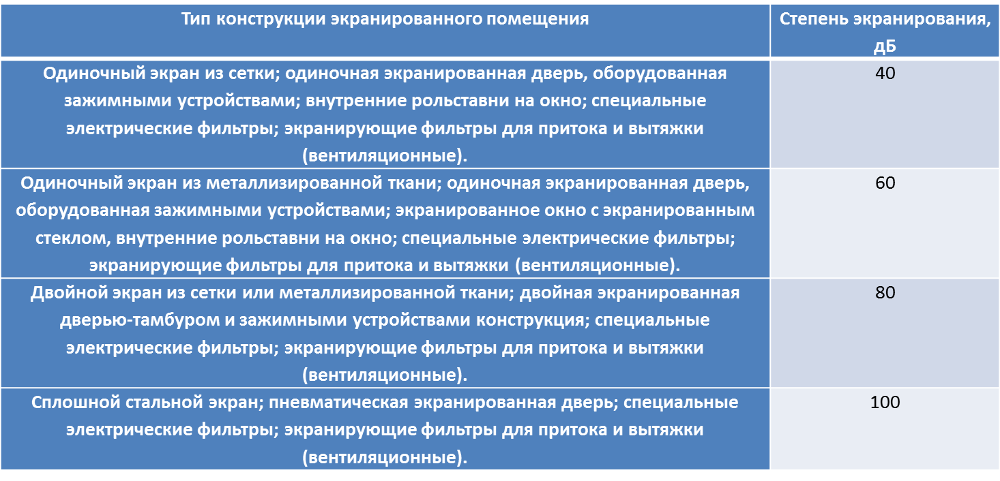 Тип конструкции экранированного помещения
Степень экранирования,
дБ
Одиночный экран из сетки; одиночная экранированная дверь, оборудованная
зажимными устройствами; внутренние рольставни на окно; специальные
электрические фильтры; экранирующие фильтры для притока и вытяжки
(вентиляционные).
40
Одиночный экран из металлизированной ткани; одиночная экранированная дверь,
оборудованная зажимными устройствами; экранированное окно с экранированным
стеклом, внутренние рольставни на окно; специальные электрические фильтры;
экранирующие фильтры для притока и вытяжки (вентиляционные).
60
Двойной экран из сетки или металлизированной ткани; двойная экранированная
дверью-тамбуром и зажимными устройствами конструкция; специальные
электрические фильтры; экранирующие фильтры для притока и вытяжки
(вентиляционные).
80
Сплошной стальной экран; пневматическая экранированная дверь; специальные
электрические фильтры; экранирующие фильтры для притока и вытяжки
(вентиляционные).
100